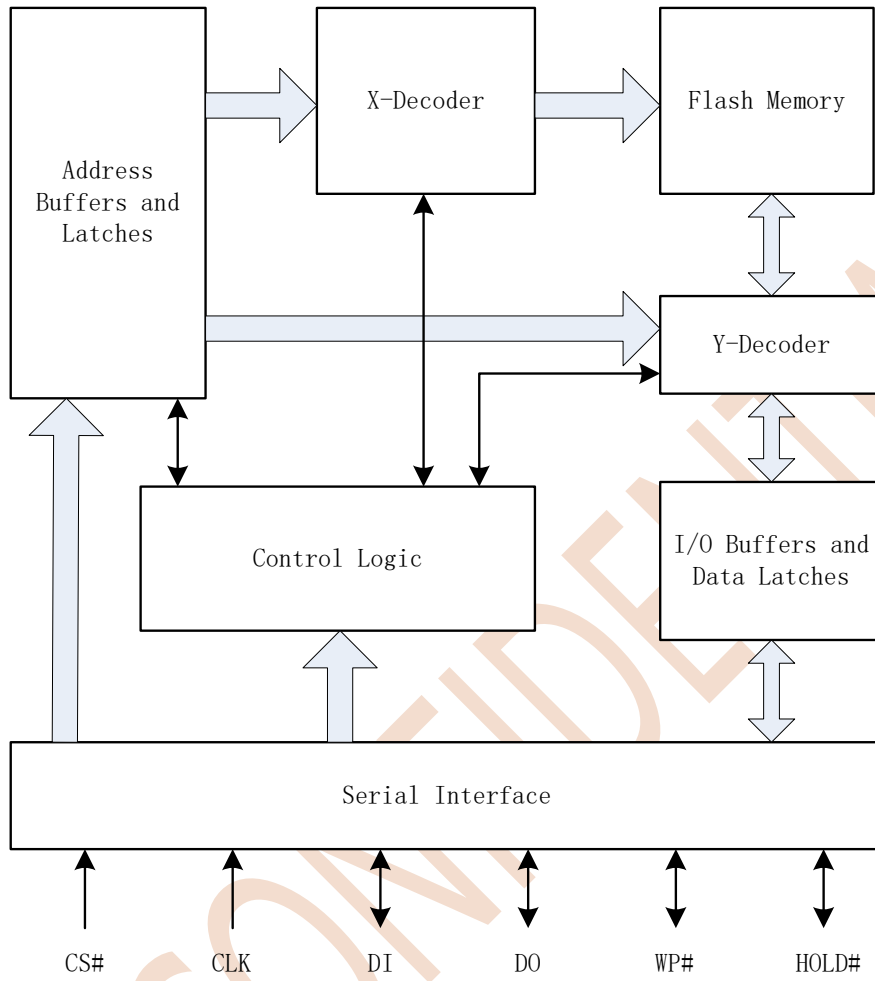 X-Decoder
Flash Memory
Address
Buffers and
Latches
Y-Decoder
Control Logic
I/O Buffers and
Data Latches
Serial Interface
CS#
CLK
DI
DO
WP#
HOLD#